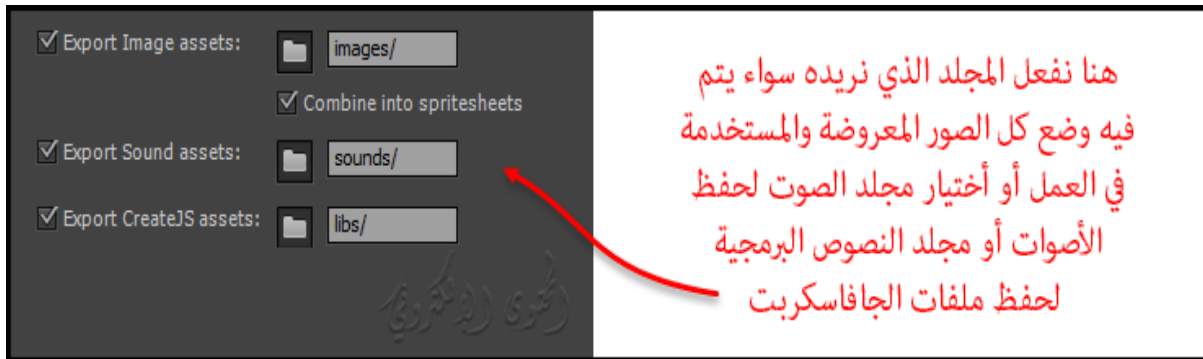 Export Image assets:
images/
Combine into spritesheets
Export Sound assets:
sounds/
Export CreateJS assets:
libs/
المحتوى الإلكتروني
هنا نفعل المجلد الذي نريده سواء يتم
فيه وضع كل الصور المعروضة والمستخدمة
في العمل أو أختيار مجلد الصوت لحفظ
الأصوات أو مجلد النصوص البرمجية
لحفظ ملفات الجافاسكربت